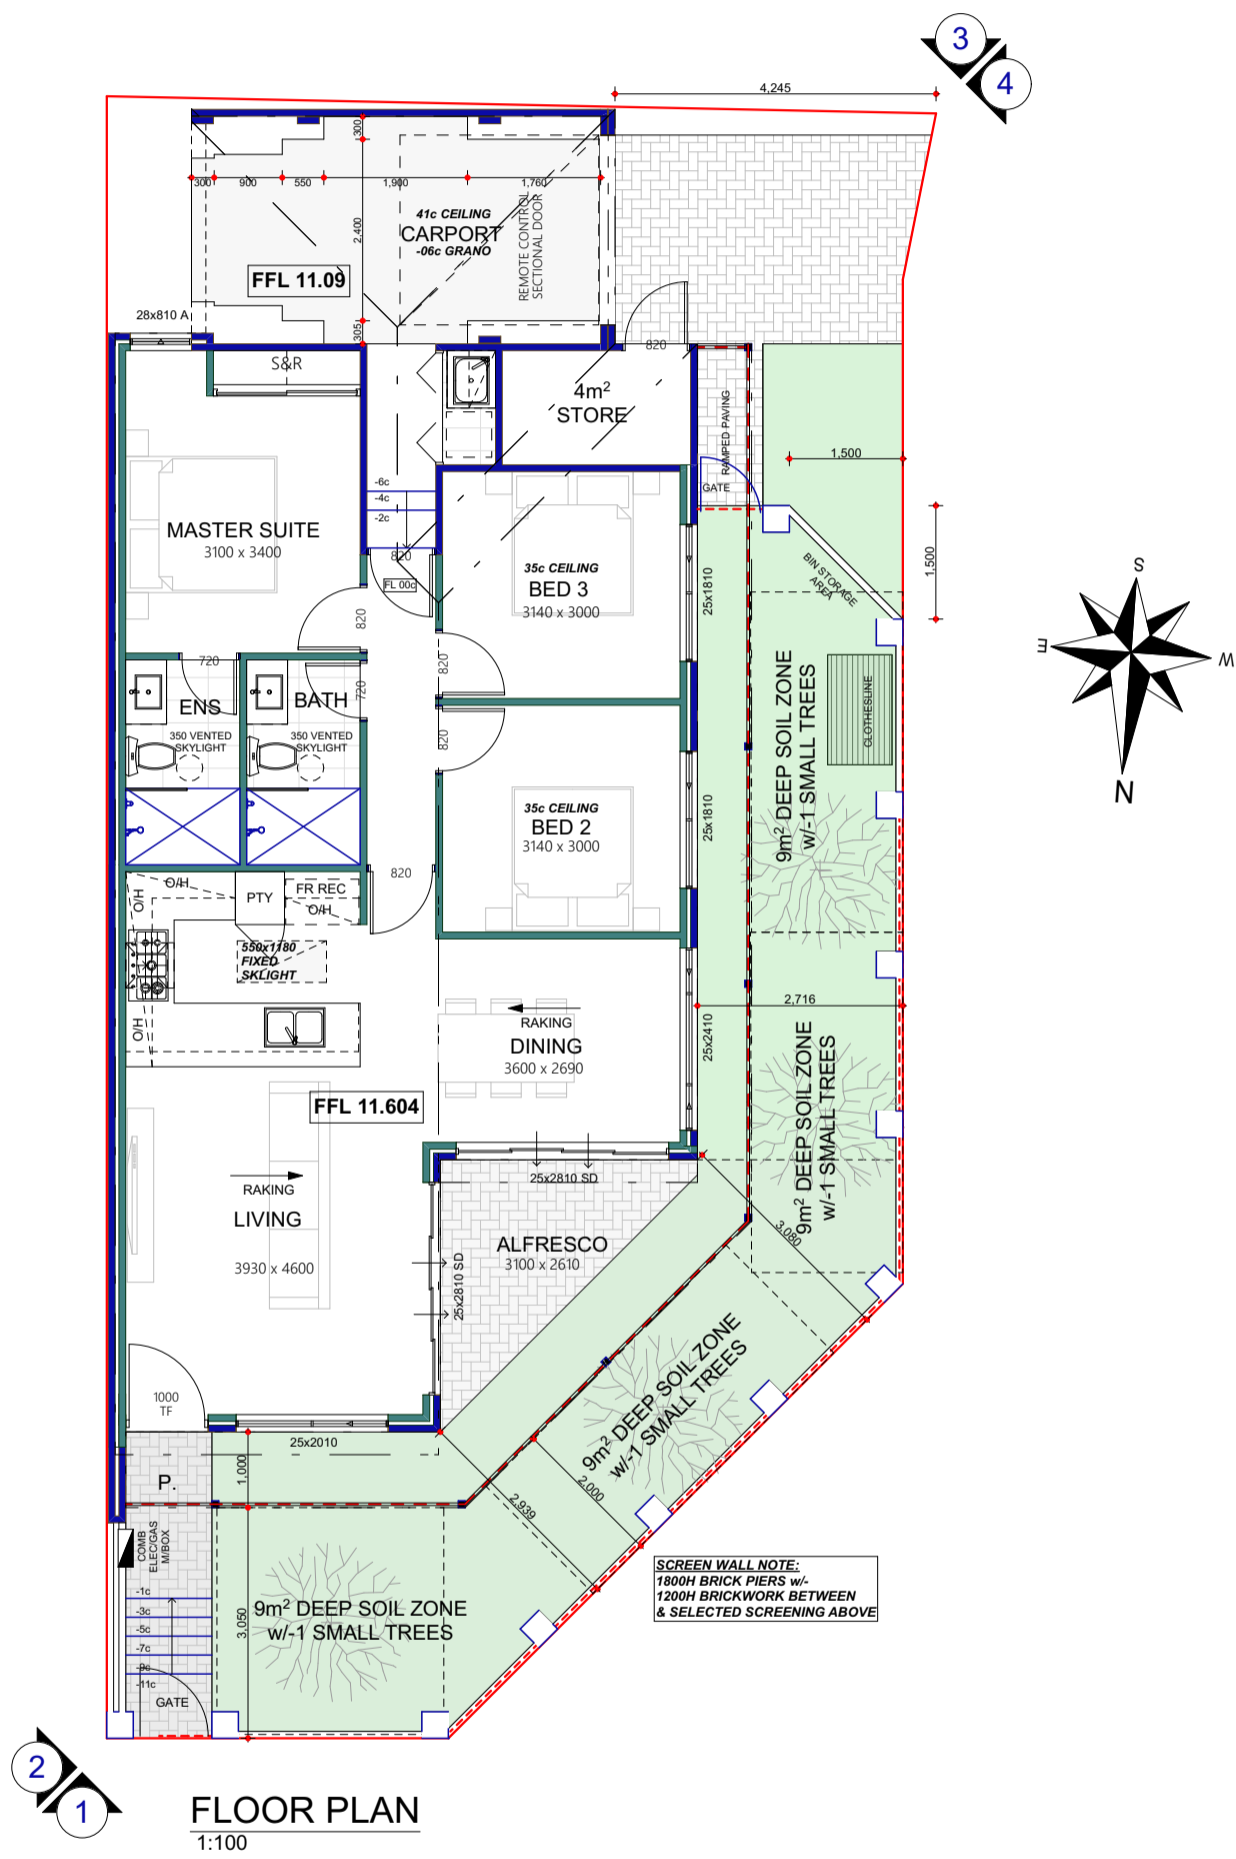 3
4
4,245
300
300
900
550
1,900
1,760
2,400
305
41c CEILING
CARPORT
-06c GRANO
REMOTE CONTROL
SECTIONAL DOOR
FFL 11.09
28x810 A
S&R
820
4m²
STORE
RAMPED PAVING
1,500
GATE
-6c
-4c
-2c
820
FL 00c
MASTER SUITE
3100 x 3400
35c CEILING
BED 3
3140 x 3000
25x1810
BIN STORAGE
AREA
1,500
S
E
W
N
820
820
720
720
ENS
BATH
350 VENTED
SKYLIGHT
350 VENTED
SKYLIGHT
820
9m² DEEP SOIL ZONE
w/-1 SMALL TREES
CLOTHESLINE
35c CEILING
BED 2
3140 x 3000
25x1810
820
O/H
O/H
PTY
FR REC
O/H
550x1180
FIXED
SKLIGHT
O/H
RAKING
DINING
3600 x 2690
25x2410
2,716
9m² DEEP SOIL ZONE
w/-1 SMALL TREES
FFL 11.604
RAKING
LIVING
3930 x 4600
25x2810 SD
25x2810 SD
ALFRESCO
3100 x 2610
3,080
9m² DEEP SOIL ZONE
w/-1 SMALL TREES
1000
TF
25x2010
1,000
P.
2,939
2,000
COMB
ELEC/GAS
M/BOX
-1c
-3c
-5c
-7c
-9c
-11c
GATE
3,050
9m² DEEP SOIL ZONE
w/-1 SMALL TREES
SCREEN WALL NOTE:
1800H BRICK PIERS w/-
1200H BRICKWORK BETWEEN
& SELECTED SCREENING ABOVE
2
1
FLOOR PLAN
1:100